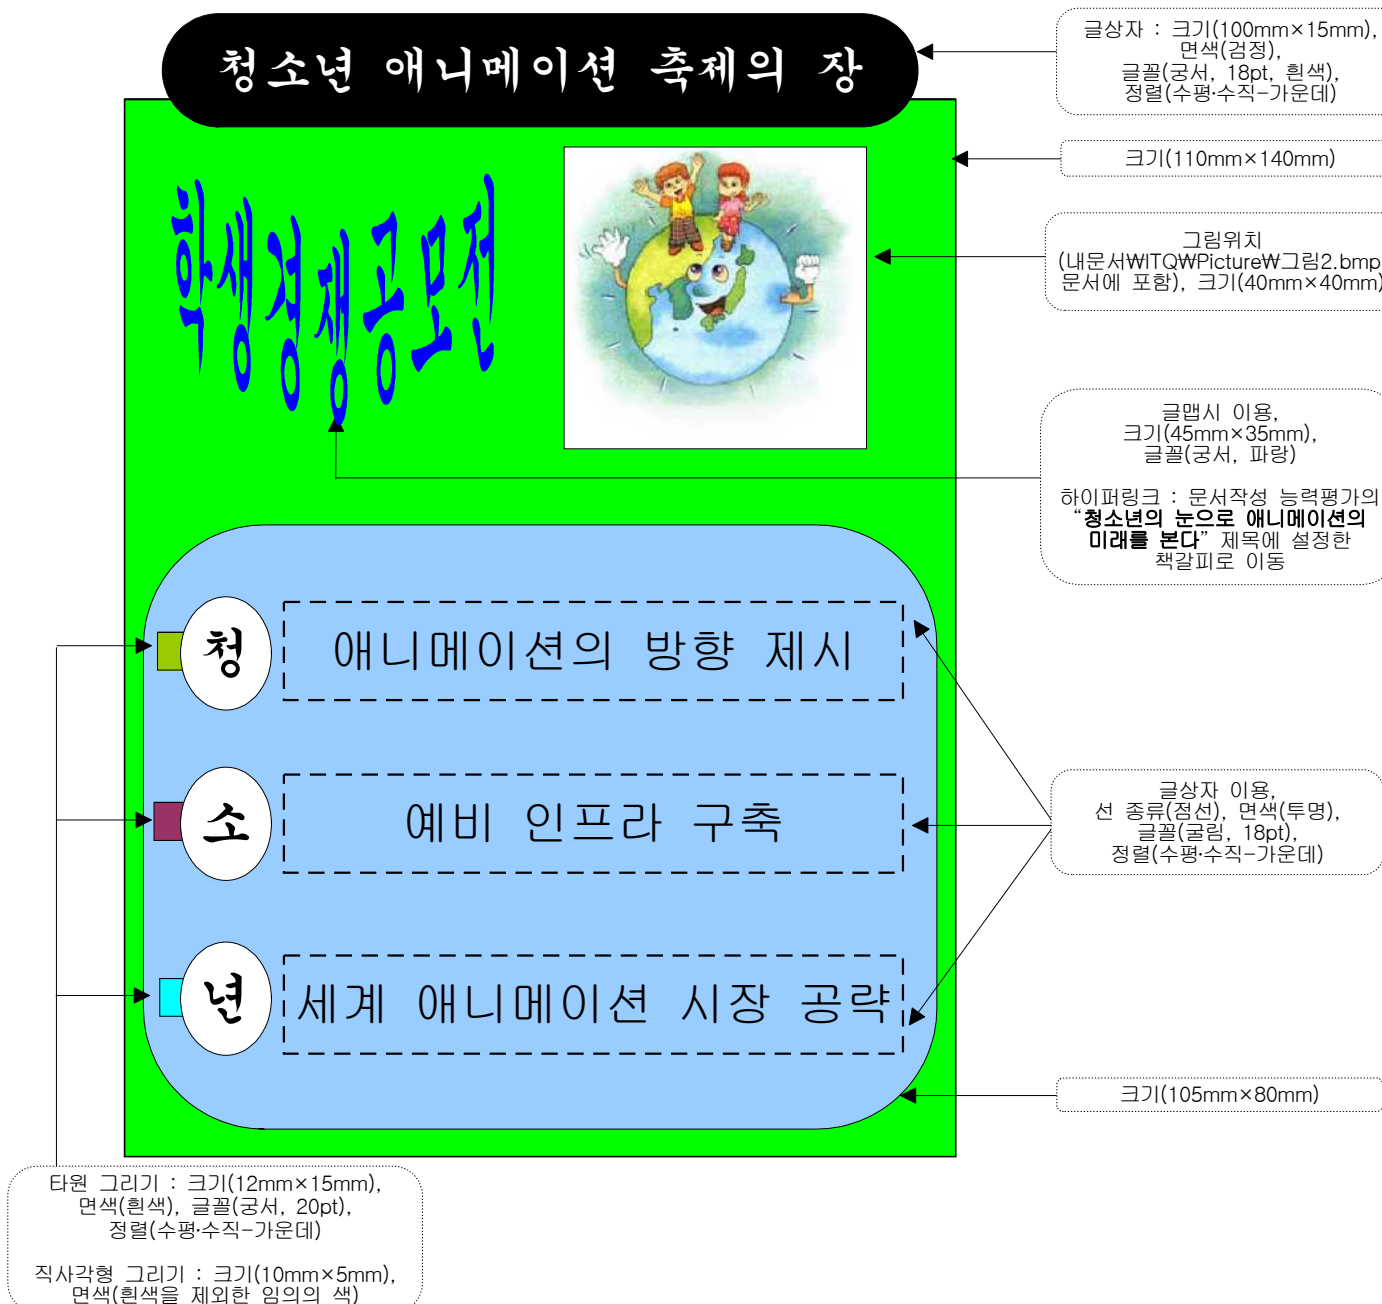 청소년 애니메이션 축제의 장
글상자 : 크기(100mm×15mm),
면색(검정),
글꼴(궁서, 18pt, 흰색),
정렬(수평·수직-가운데)
크기(110mm×140mm)
학생경쟁공모전
그림위치
(내문서₩ITQ₩Picture₩그림2.bmp
문서에 포함), 크기(40mm×40mm)
글맵시 이용,
크기(45mm×35mm),
글꼴(궁서, 파랑)
하이퍼링크 : 문서작성 능력평가의
“청소년의 눈으로 애니메이션의
미래를 본다” 제목에 설정한
책갈피로 이동
청
애니메이션의 방향 제시
소
예비 인프라 구축
글상자 이용,
선 종류(점선), 면색(투명),
글꼴(굴림, 18pt),
정렬(수평·수직-가운데)
년
세계 애니메이션 시장 공략
크기(105mm×80mm)
타원 그리기 : 크기(12mm×15mm),
면색(흰색), 글꼴(궁서, 20pt),
정렬(수평·수직-가운데)
직사각형 그리기 : 크기(10mm×5mm),
면색(흰색을 제외한 임의의 색)